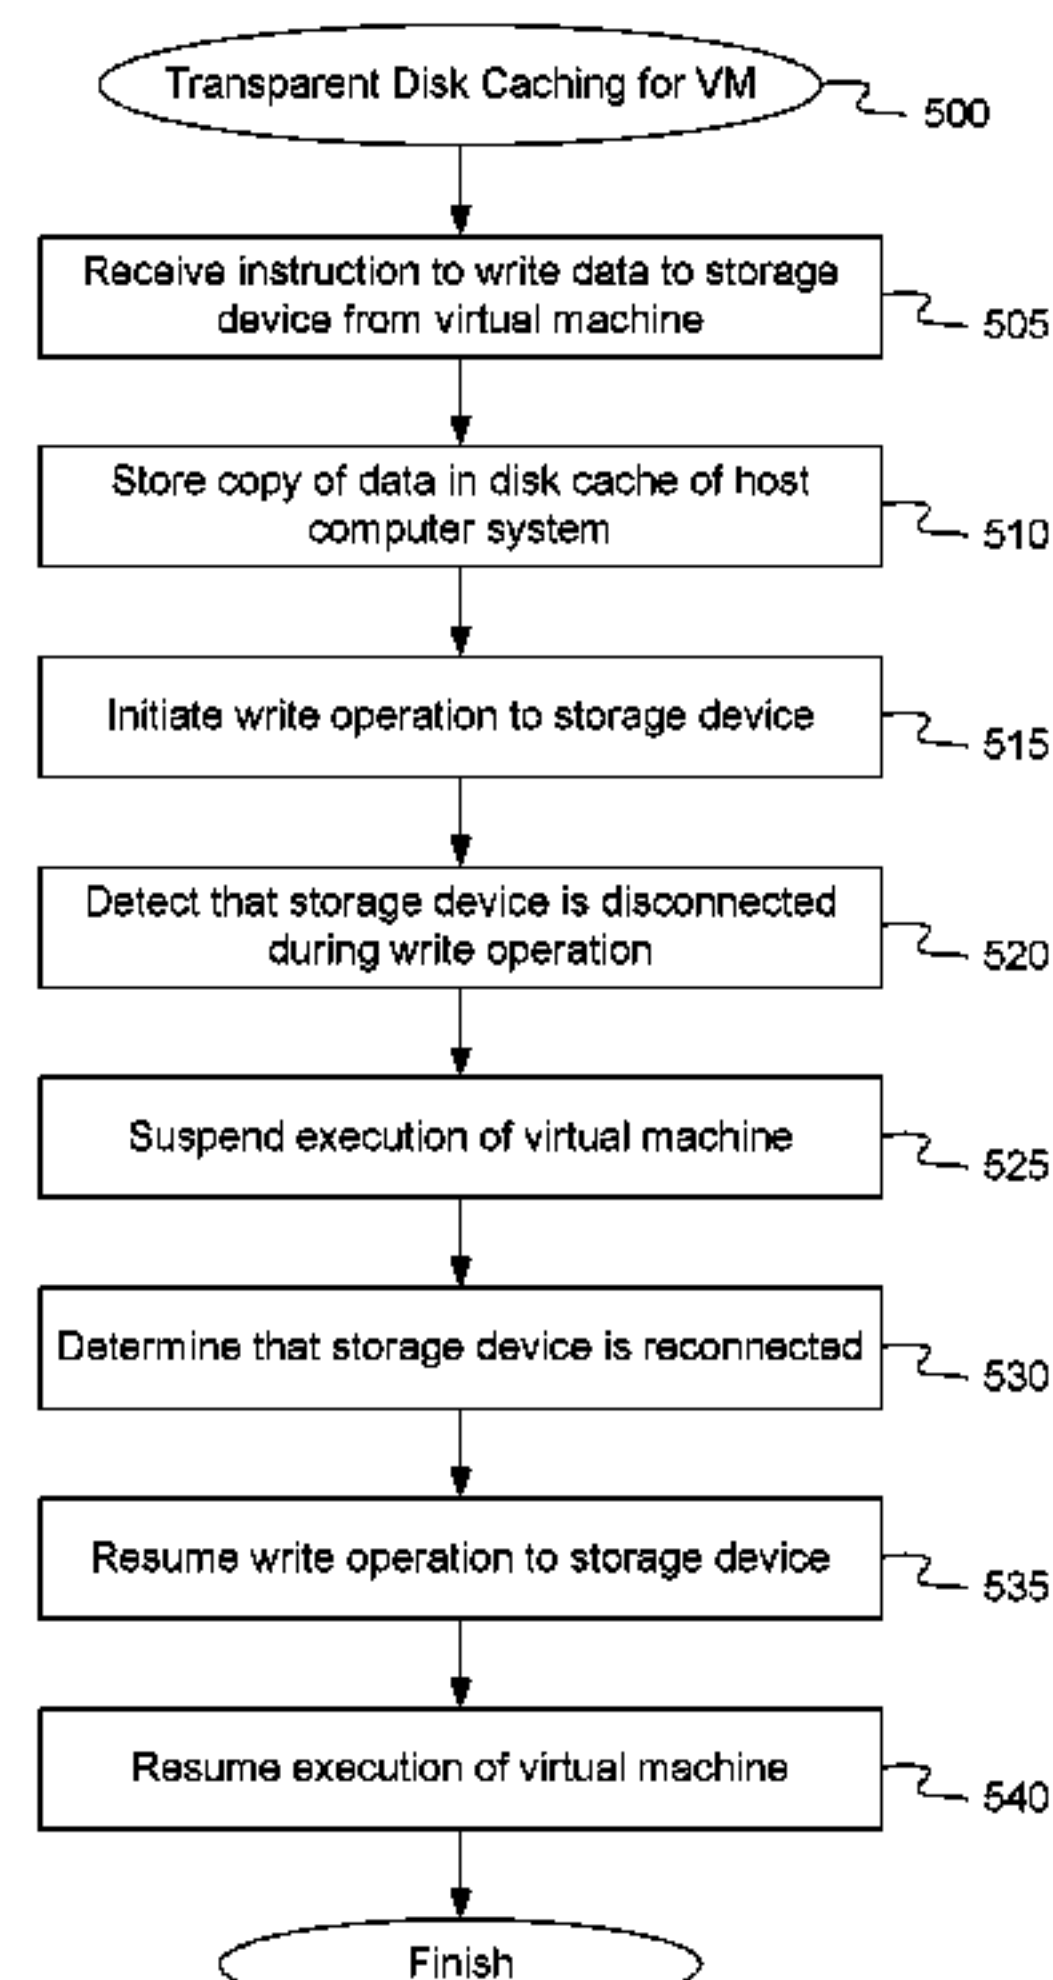 Transparent Disk Caching for VM
500
Receive instruction to write data to storage
device from virtual machine
505
Store copy of data in disk cache of host
computer system
510
Initiate write operation to storage device
515
Detect that storage device is disconnected
during write operation
520
Suspend execution of virtual machine
525
Determine that storage device is reconnected
530
Resume write operation to storage device
535
Resume execution of virtual machine
540
Finish